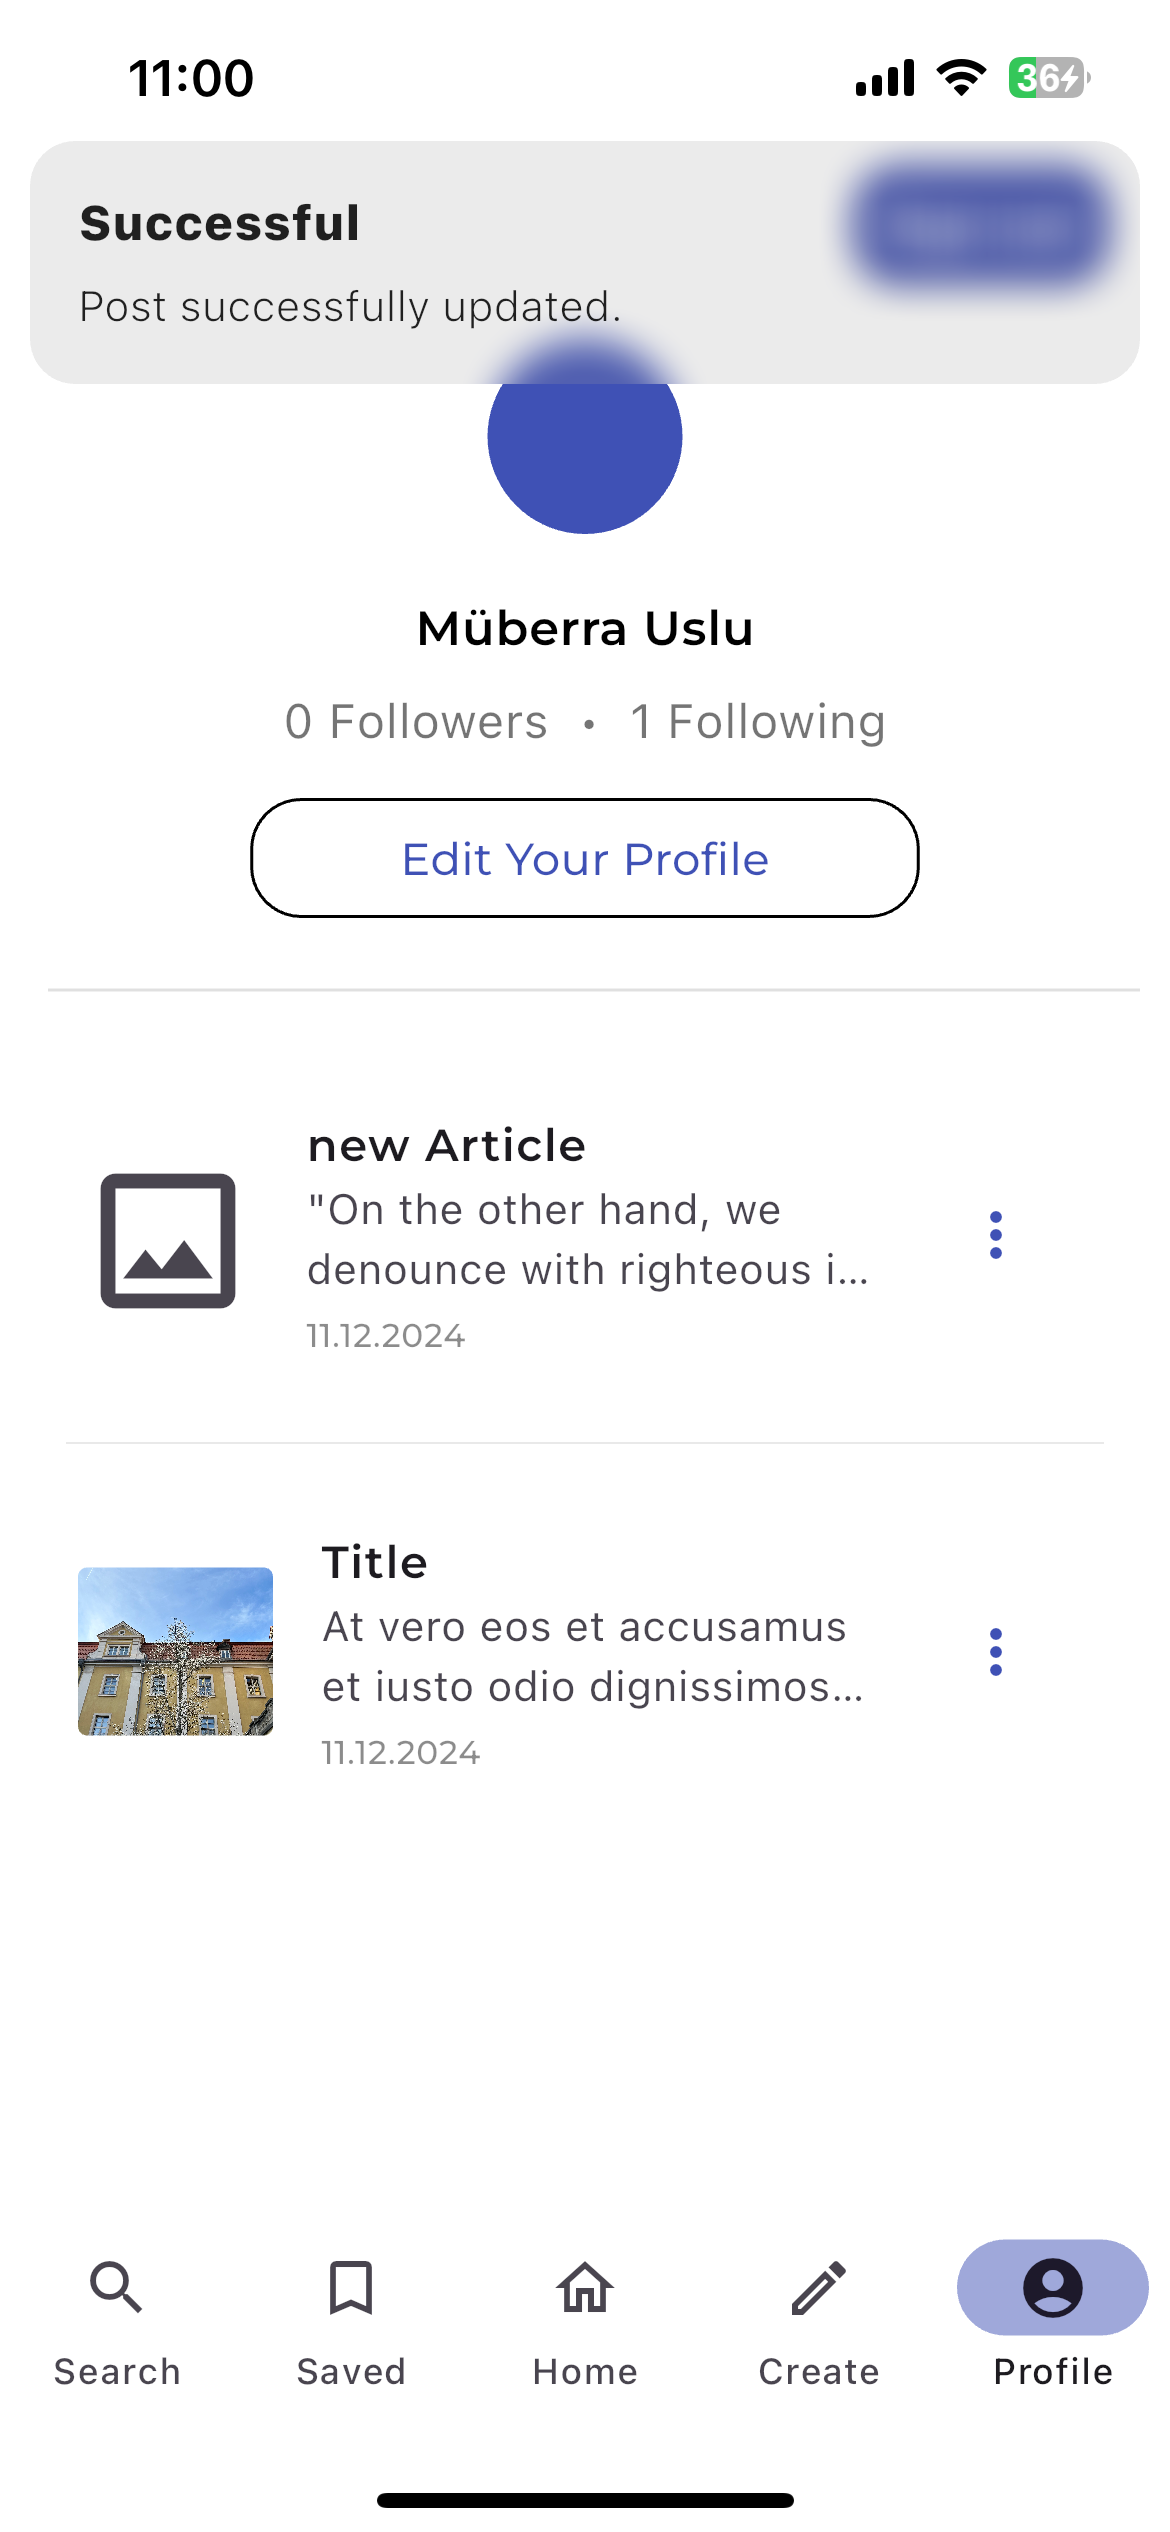 11:00
36
Successful
Post successfully updated.
Müberra Uslu
0 Followers • 1 Following
Edit Your Profile
new Article
"On the other hand, we
denounce with righteous i...
11.12.2024
Title
At vero eos et accusamus
et iusto odio dignissimos...
11.12.2024
Search
Saved
Home
Create
Profile